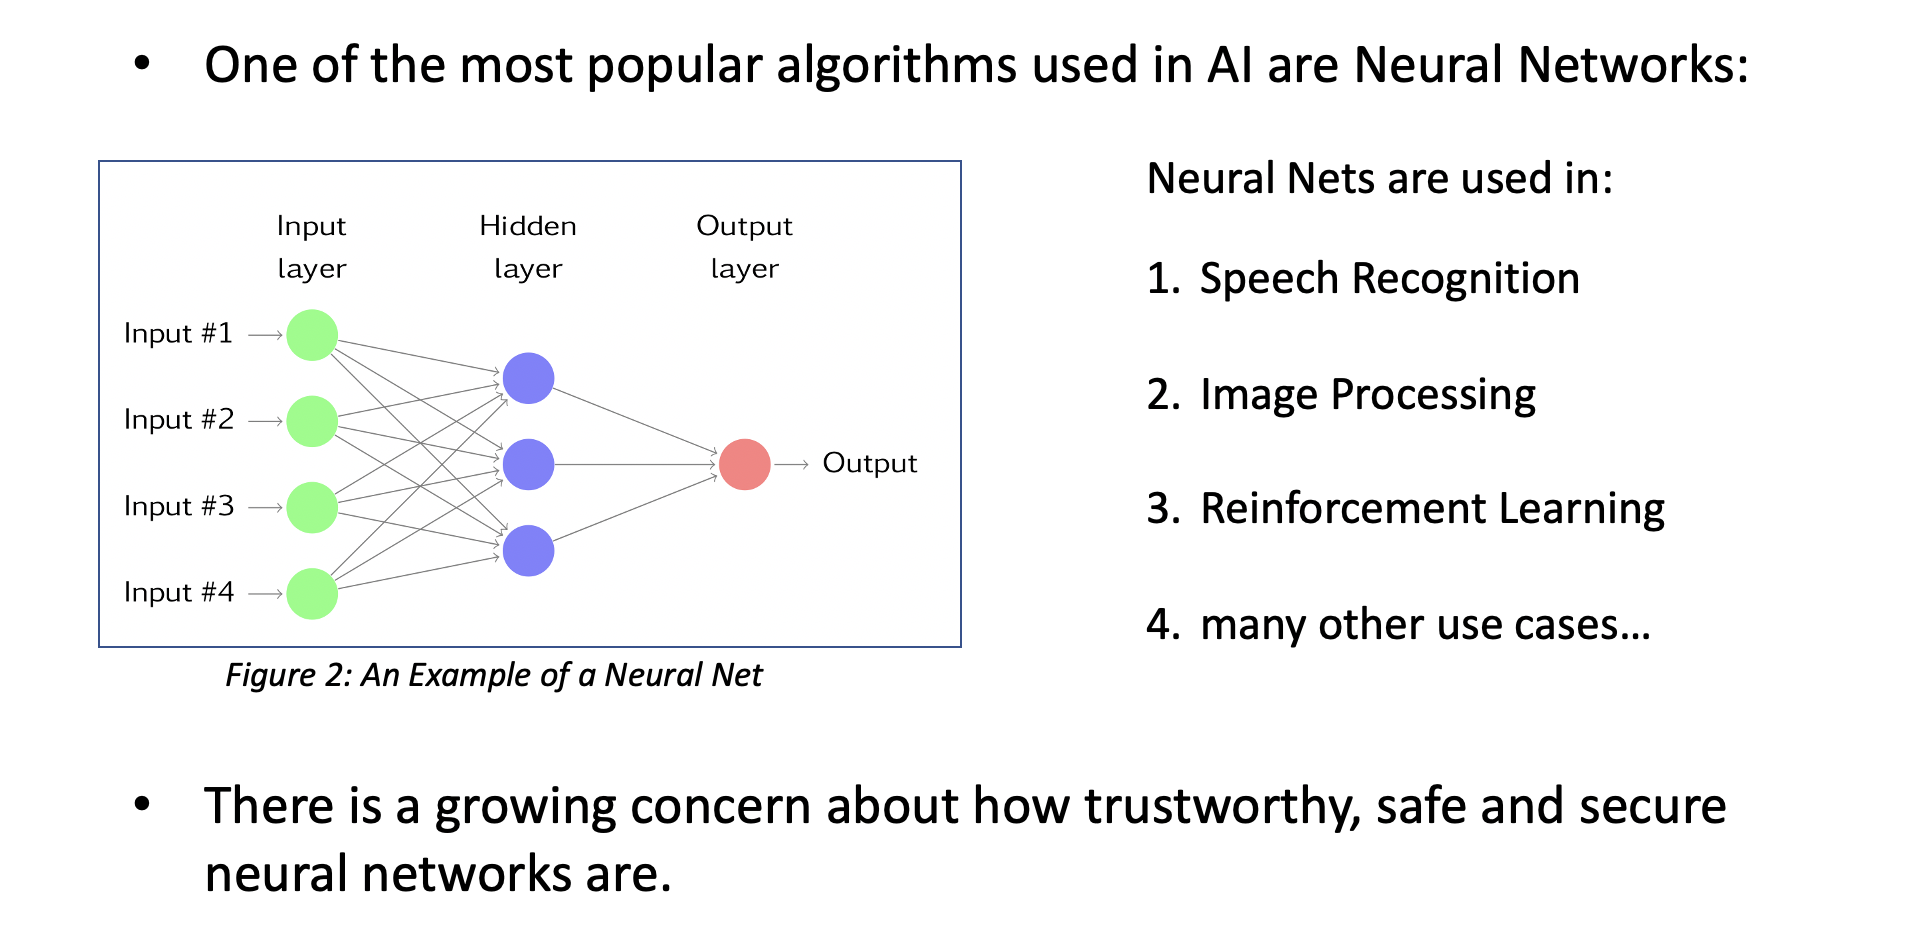 • One of the most popular algorithms used in AI are Neural Networks:
Input layer
Hidden layer
Output layer
Input #1
Input #2
Input #3
Input #4
Output
Figure 2: An Example of a Neural Net
Neural Nets are used in:
1. Speech Recognition
2. Image Processing
3. Reinforcement Learning
4. many other use cases...
• There is a growing concern about how trustworthy, safe and secure
neural networks are.